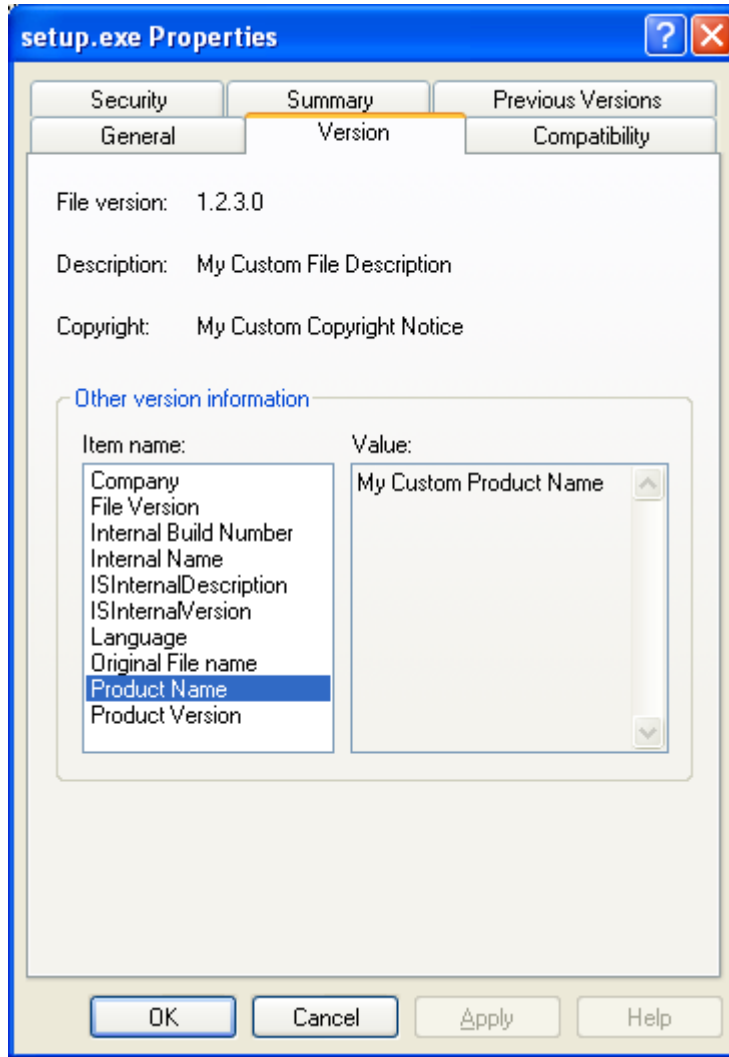 setup.exe Properties
Security Summary Previous Versions
General Version Compatibility
File version: 1.2.3.0
Description: My Custom File Description
Copyright: My Custom Copyright Notice
Other version information
Item name: Value:
Company My Custom Product Name
File Version
Internal Build Number
Internal Name
ISInternalDescription
ISInternalVersion
Language
Original File name
Product Name
Product Version
OK Cancel Apply Help